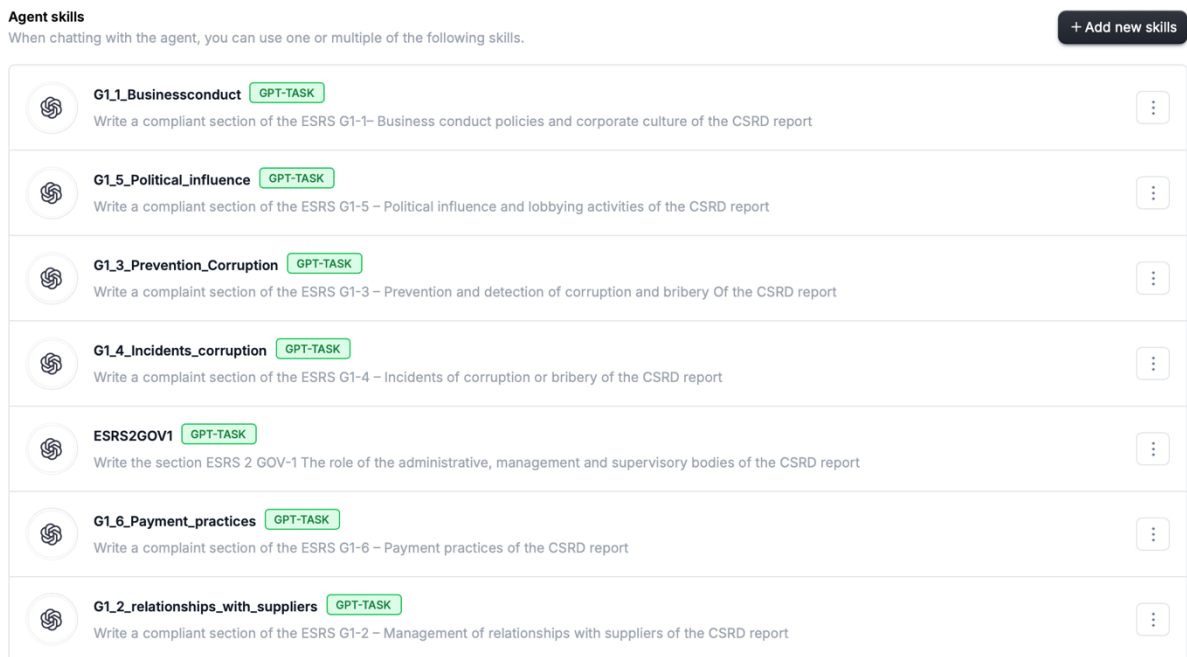 Agent skills
When chatting with the agent, you can use one or multiple of the following skills.
+ Add new skills
G1_1_Businessconduct GPT-TASK
Write a compliant section of the ESRS G1-1– Business conduct policies and corporate culture of the CSRD report
G1_5_Political_influence GPT-TASK
Write a compliant section of the ESRS G1-5 – Political influence and lobbying activities of the CSRD report
G1_3_Prevention_Corruption GPT-TASK
Write a complaint section of the ESRS G1-3 – Prevention and detection of corruption and bribery Of the CSRD report
G1_4_Incidents_corruption GPT-TASK
Write a complaint section of the ESRS G1-4 – Incidents of corruption or bribery of the CSRD report
ESRS2GOV1 GPT-TASK
Write the section ESRS 2 GOV-1 The role of the administrative, management and supervisory bodies of the CSRD report
G1_6_Payment_practices GPT-TASK
Write a complaint section of the ESRS G1-6 – Payment practices of the CSRD report
G1_2_relationships_with_suppliers GPT-TASK
Write a compliant section of the ESRS G1-2 – Management of relationships with suppliers of the CSRD report